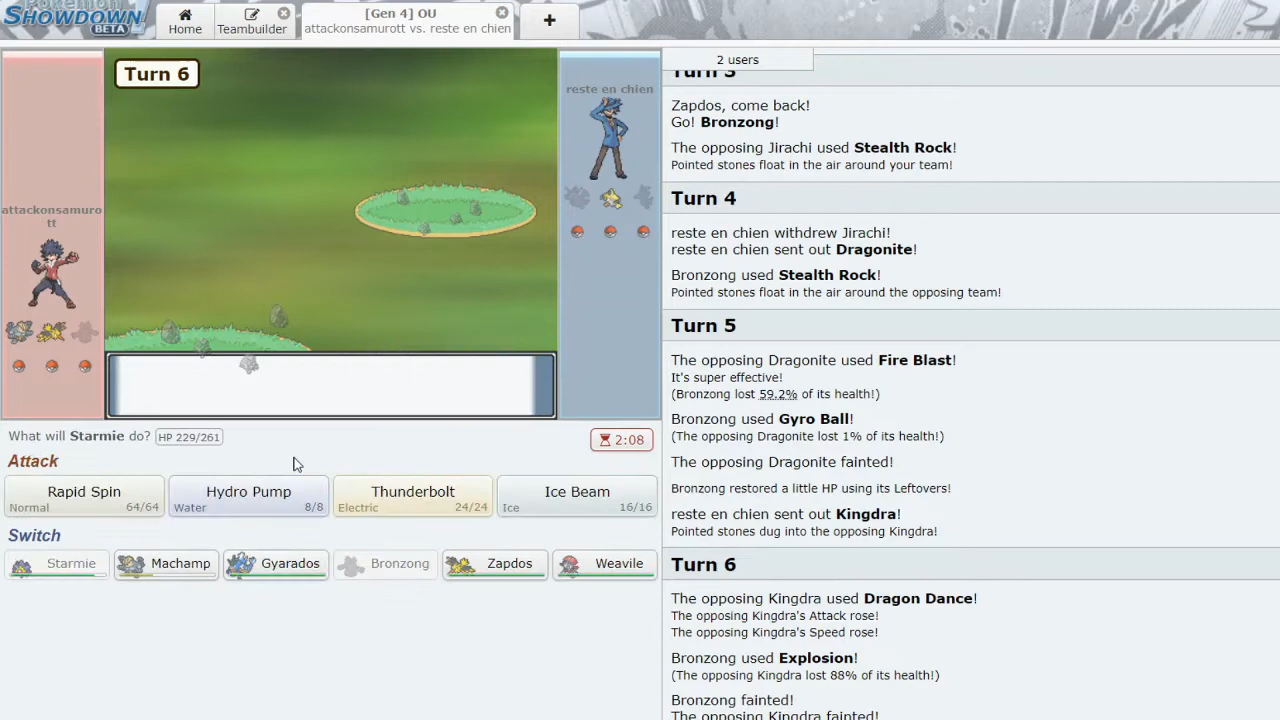 Pokémon
SHOWDOWN
BETA
Home
Teambuilder
[Gen 4] OU
attackonsamurott vs. reste en chien
2 users
Turn 6
reste en chien
attackonsamuro
tt
Turn 3
Zapdos, come back!
Go! Bronzong!
The opposing Jirachi used Stealth Rock!
Pointed stones float in the air around your team!
Turn 4
reste en chien withdrew Jirachi!
reste en chien sent out Dragonite!
Bronzong used Stealth Rock!
Pointed stones float in the air around the opposing team!
Turn 5
The opposing Dragonite used Fire Blast!
It's super effective!
(Bronzong lost 59.2% of its health!)
Bronzong used Gyro Ball!
(The opposing Dragonite lost 1% of its health!)
The opposing Dragonite fainted!
Bronzong restored a little HP using its Leftovers!
reste en chien sent out Kingdra!
Pointed stones dug into the opposing Kingdra!
Turn 6
The opposing Kingdra used Dragon Dance!
The opposing Kingdra's Attack rose!
The opposing Kingdra's Speed rose!
Bronzong used Explosion!
(The opposing Kingdra lost 88% of its health!)
Bronzong fainted!
The opposing Kingdra fainted!
What will Starmie do? HP 229/261
2:08
Attack
Rapid Spin
Normal 64/64
Hydro Pump
Water 8/8
Thunderbolt
Electric 24/24
Ice Beam
Ice 16/16
Switch
Starmie
Machamp
Gyarados
Bronzong
Zapdos
Weavile